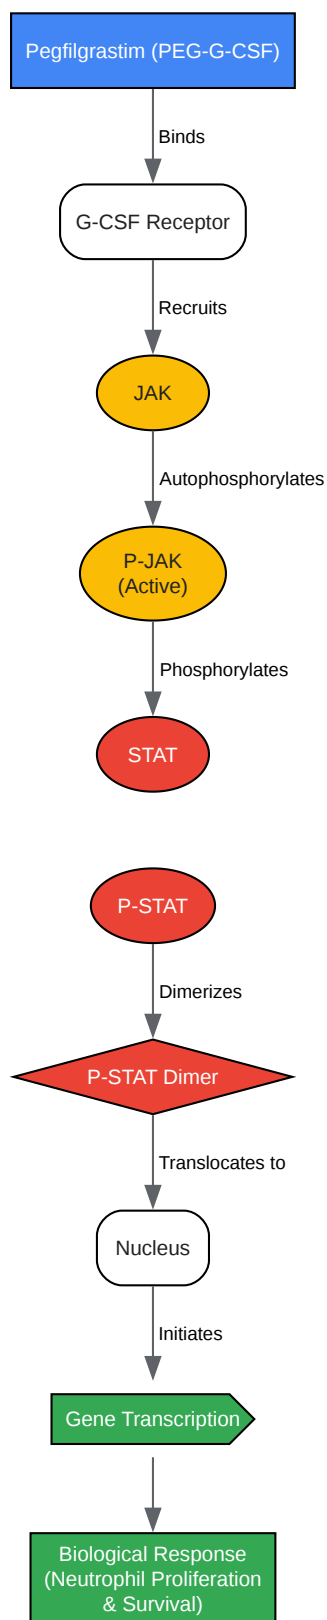 Pegfilgrastim (PEG-G-CSF)
Binds
G-CSF Receptor
Recruits
JAK
Autophosphorylates
P-JAK
(Active)
Phosphorylates
STAT
P-STAT
Dimerizes
P-STAT Dimer
Translocates to
Nucleus
Initiates
Gene Transcription
Biological Response
(Neutrophil Proliferation
& Survival)